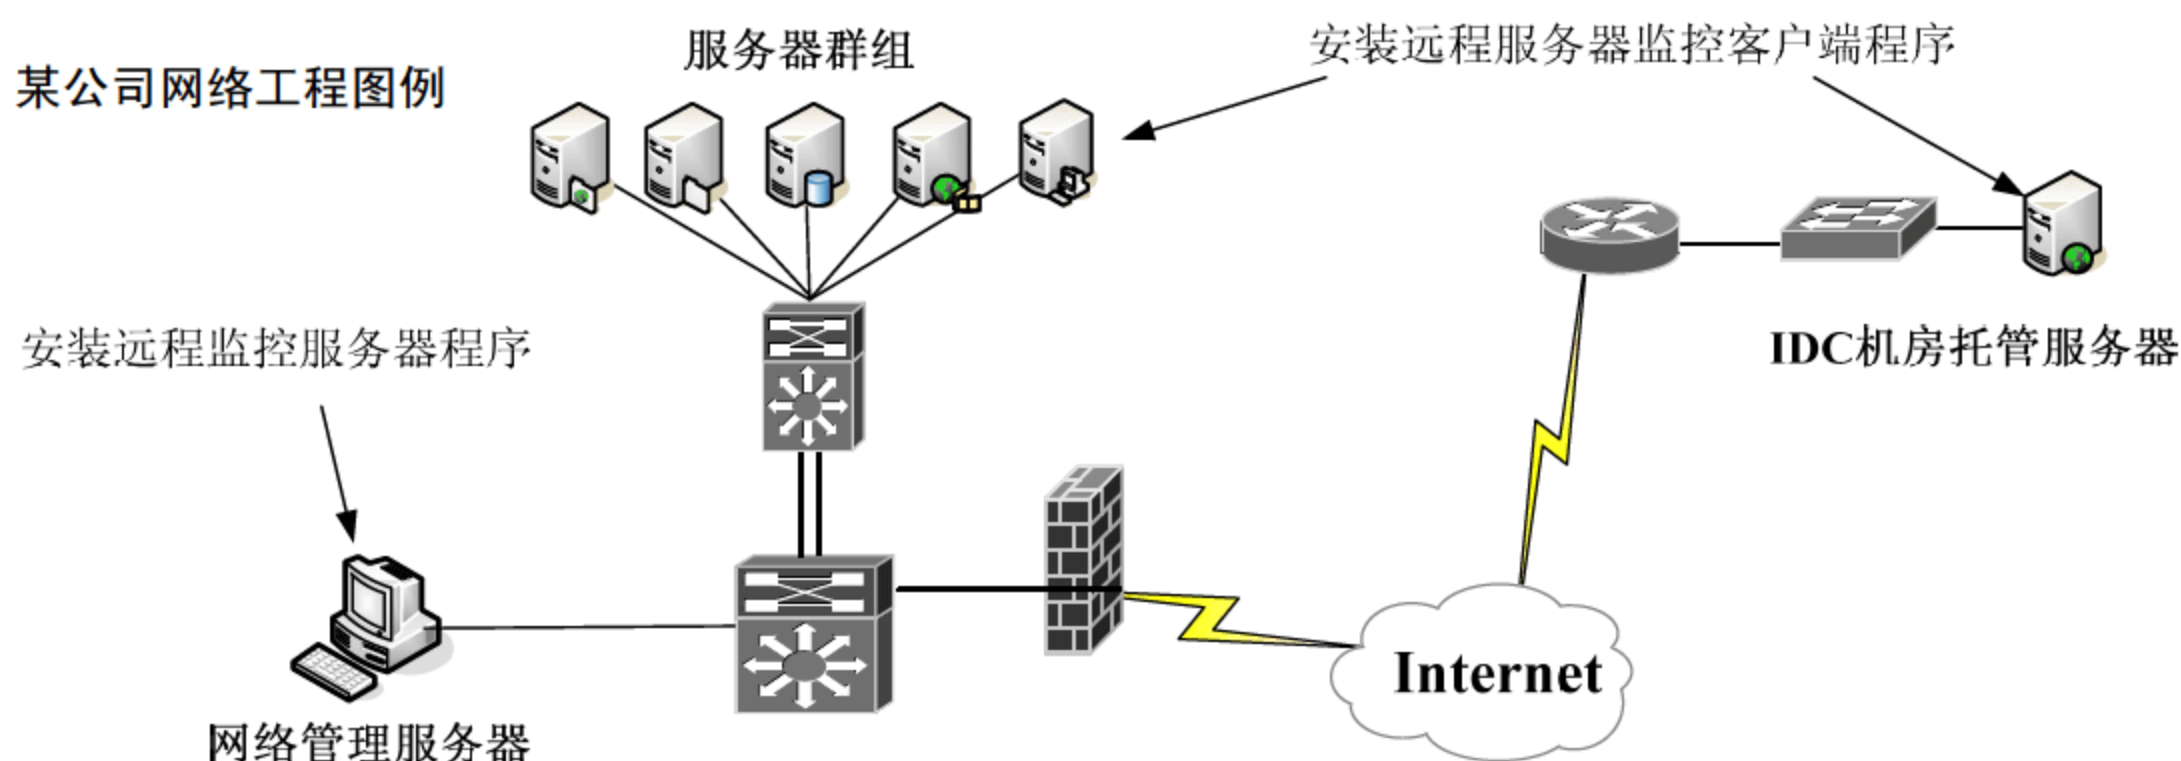 某公司网络工程图例
服务器群组
安装远程服务器监控客户端程序
安装远程监控服务器程序
IDC机房托管服务器
Internet
网络管理服务器